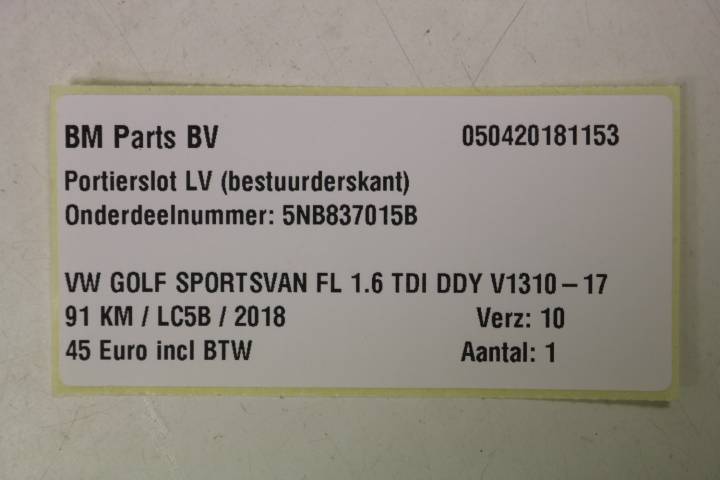 BM Parts BV 050420181153
Portierslot LV (bestuurderskant)
Onderdeelnummer: 5NB837015B
VW GOLF SPORTSVAN FL 1.6 TDI DDY V1310-17
91 KM / LC5B / 2018 Verz: 10
45 Euro incl BTW Aantal: 1